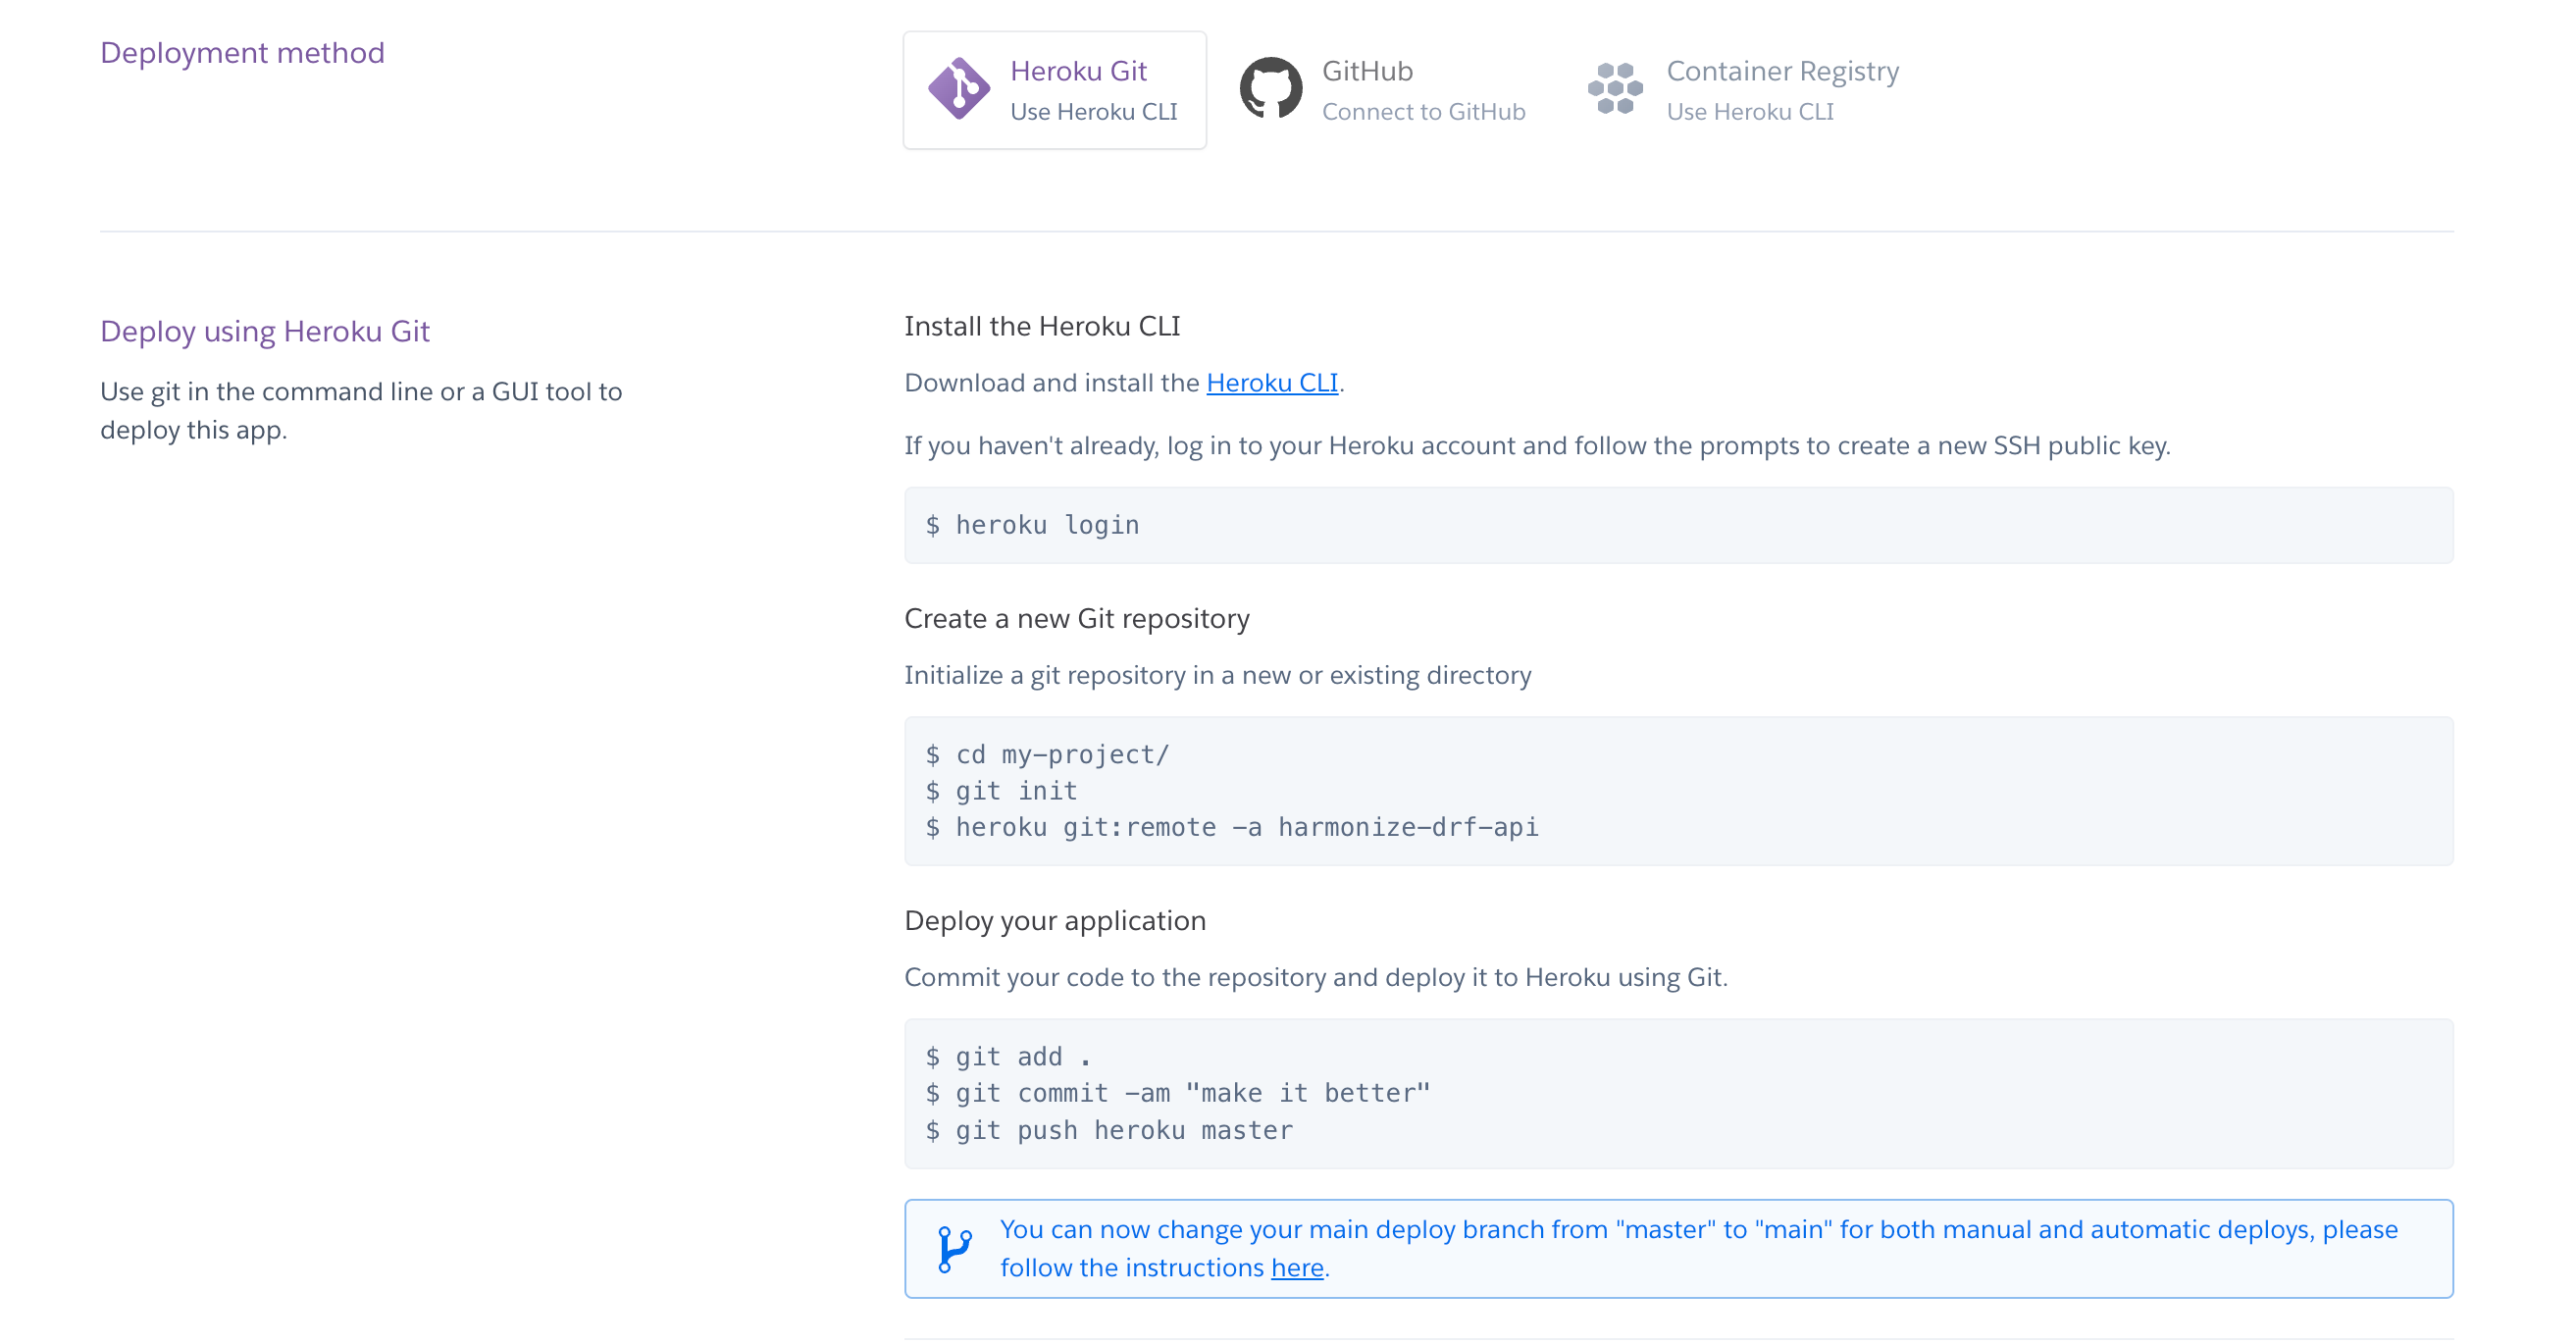 Deployment method
Heroku Git
Use Heroku CLI
GitHub
Connect to GitHub
Container Registry
Use Heroku CLI
Deploy using Heroku Git
Use git in the command line or a GUI tool to
deploy this app.
Install the Heroku CLI
Download and install the Heroku CLI.
If you haven't already, log in to your Heroku account and follow the prompts to create a new SSH public key.
$ heroku login
Create a new Git repository
Initialize a git repository in a new or existing directory
$ cd my-project/
$ git init
$ heroku git:remote -a harmonize-drf-api
Deploy your application
Commit your code to the repository and deploy it to Heroku using Git.
$ git add .
$ git commit -am "make it better"
$ git push heroku master
You can now change your main deploy branch from "master" to "main" for both manual and automatic deploys, please
follow the instructions here.